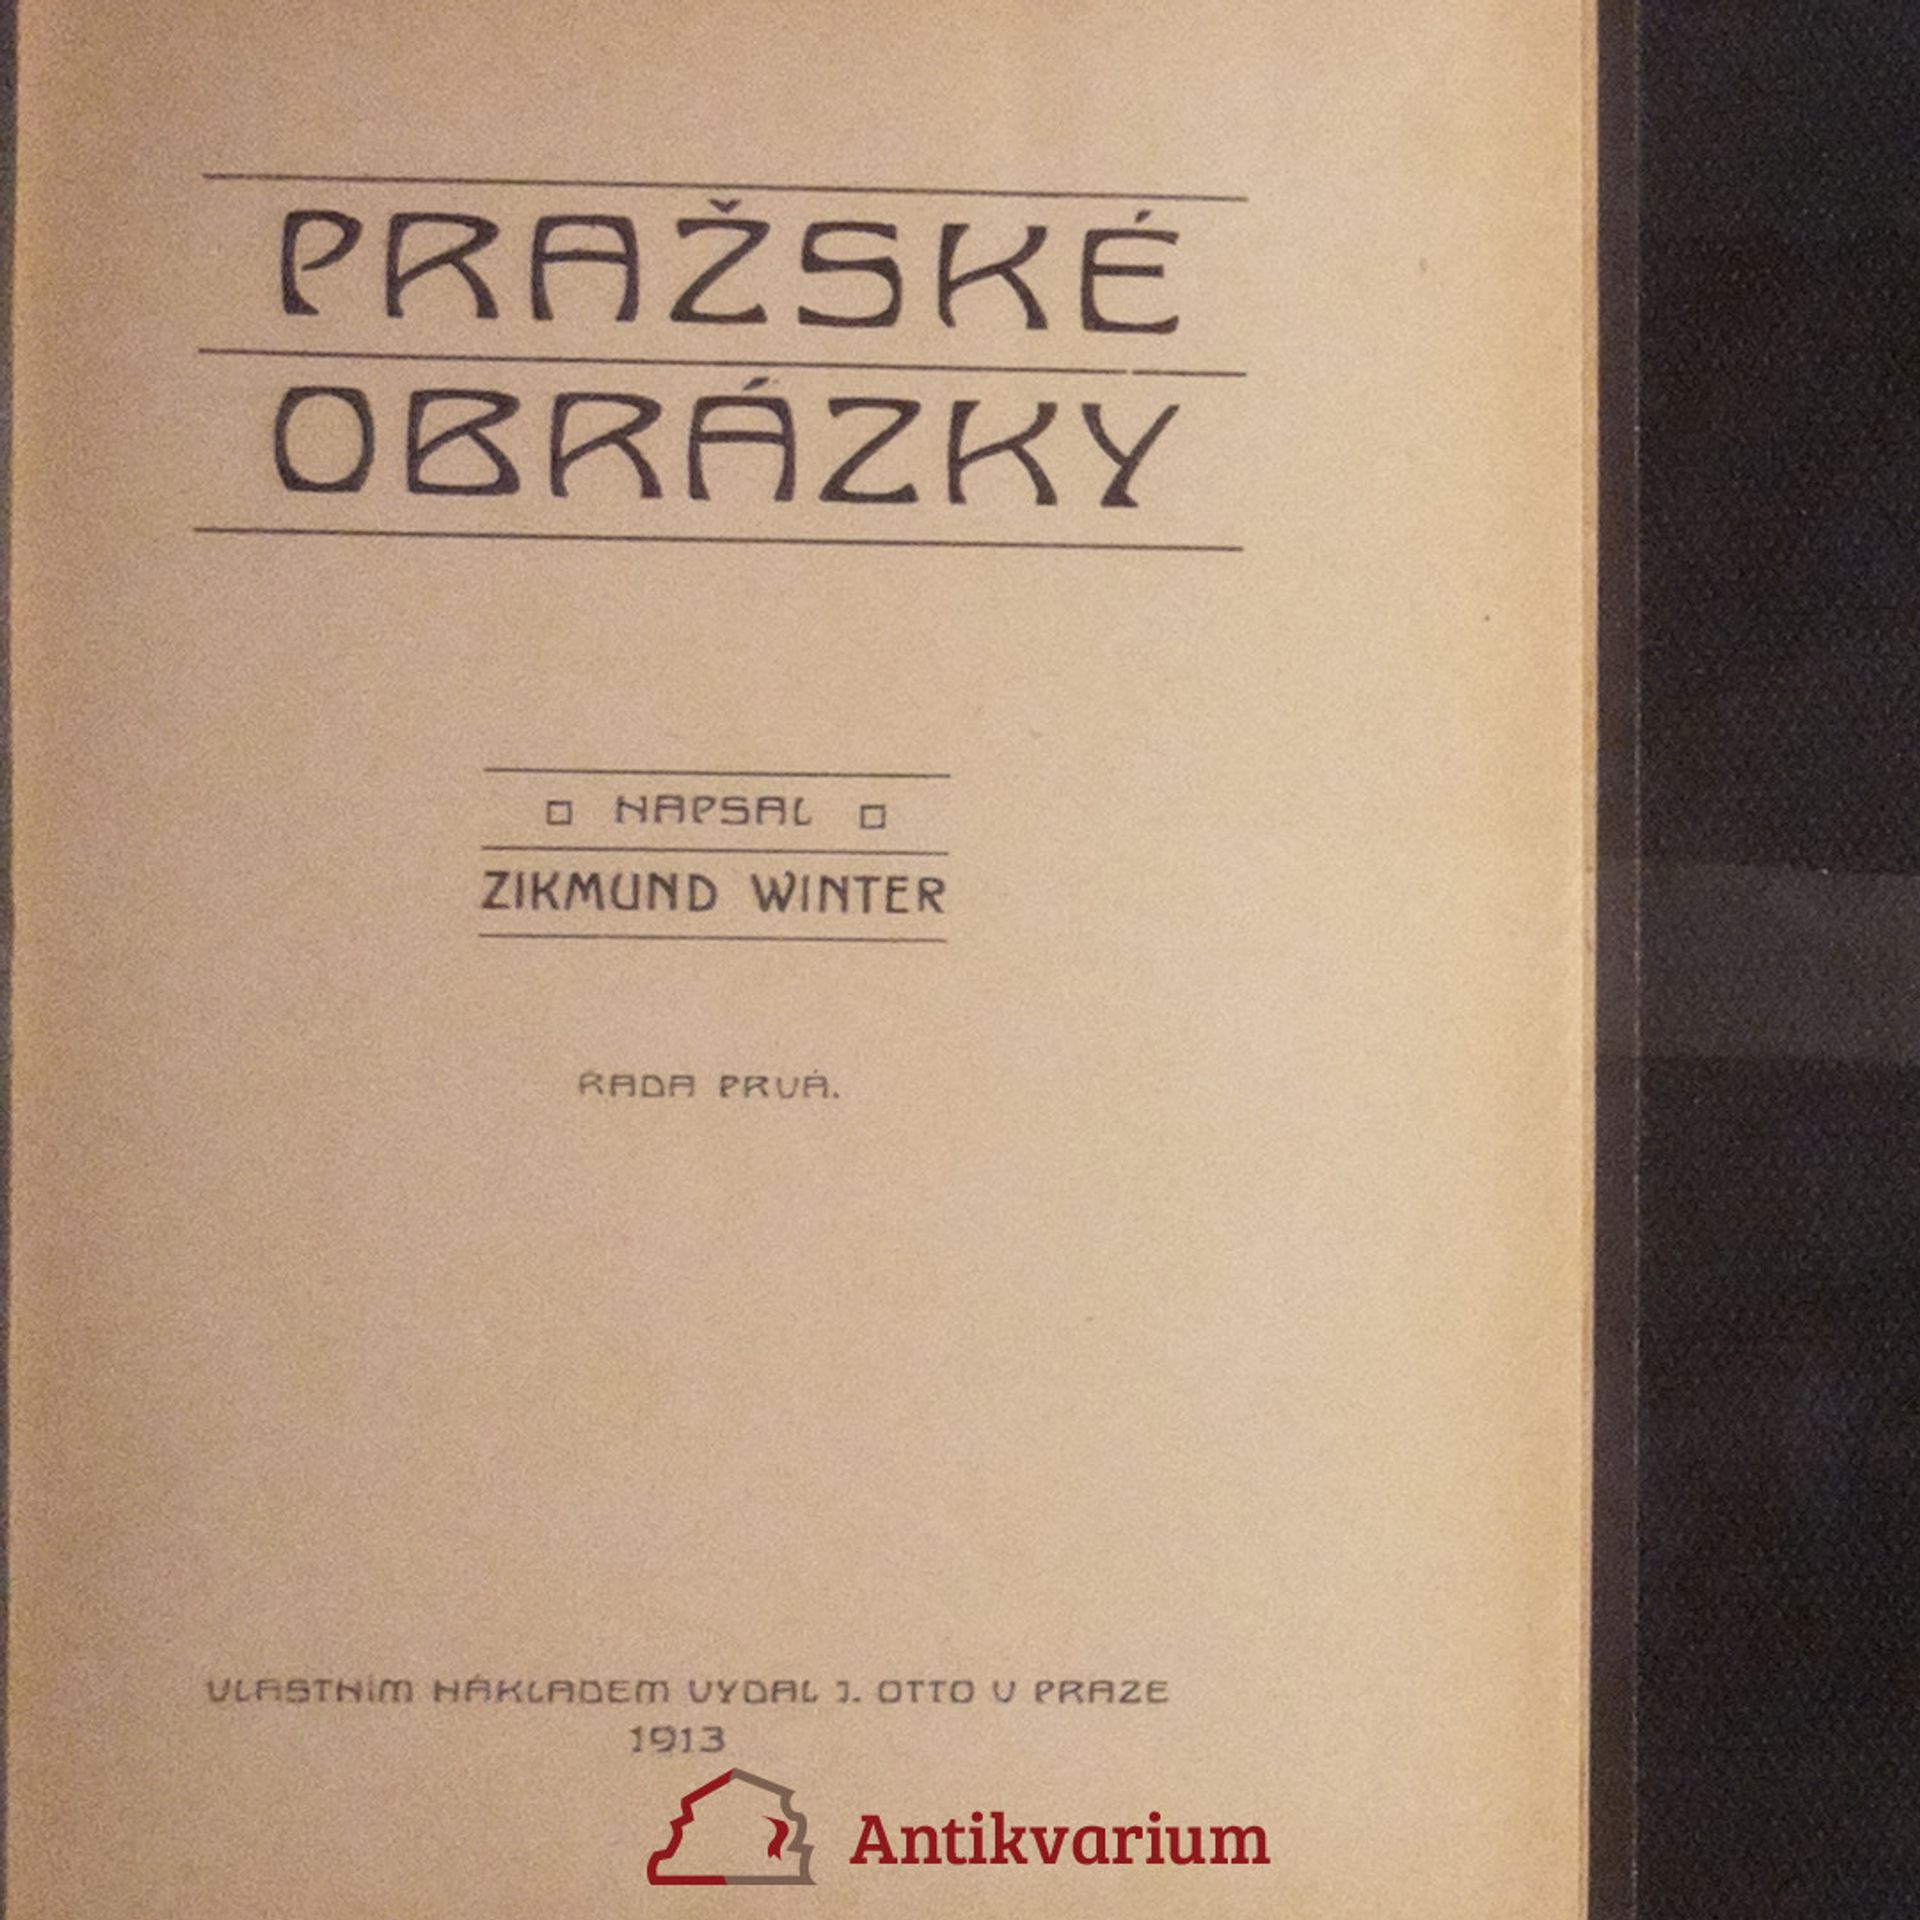 PRAŽSKÉ
OBRÁZKY
NAPSAL
ZIKMUND WINTER
ŘADA PRVÁ.
VLASTNÍM NÁKLADEM VYDAL J. OTTO V PRAZE
1913
Antikvarium